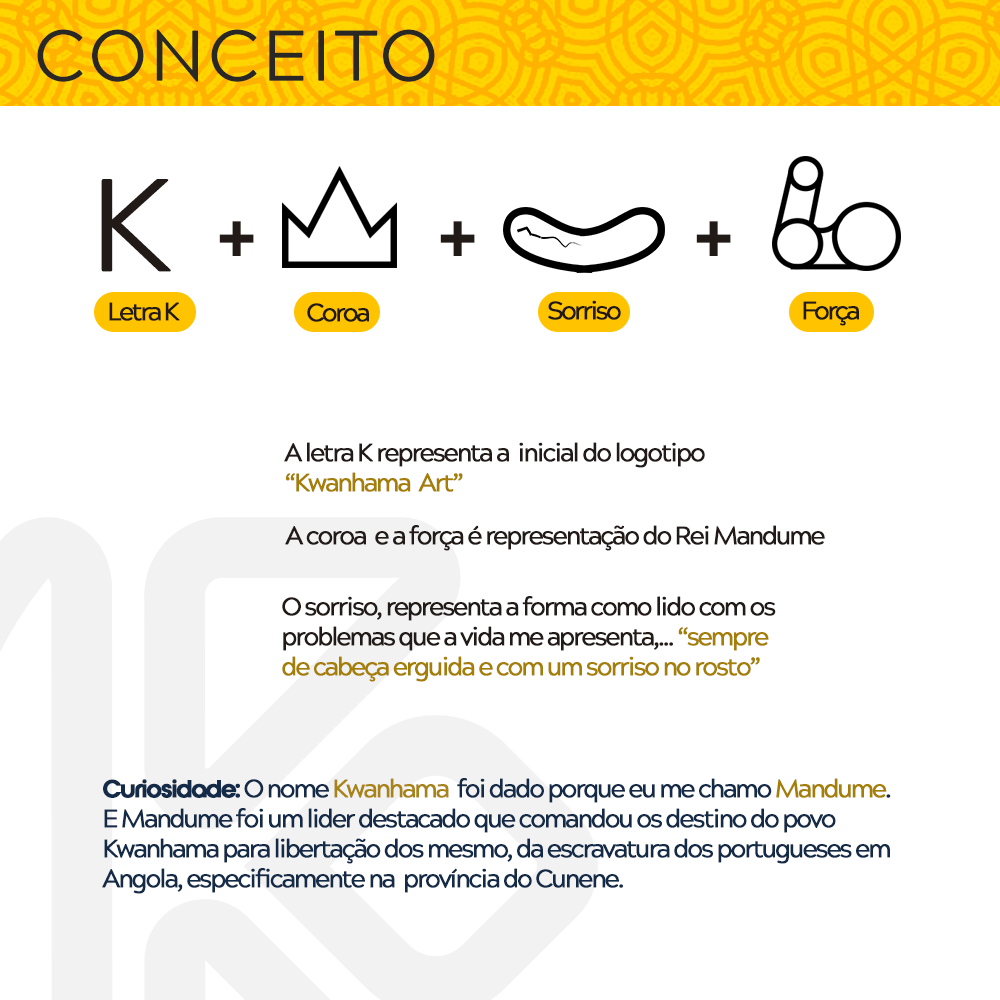 CONCEITO
K + + +
Letra K Coroa Sorriso Força
A letra K representa a inicial do logotipo
“Kwanhama Art”
A coroa e a força é representação do Rei Mandume
O sorriso, representa a forma como lido com os
problemas que a vida me apresenta,... “sempre
de cabeça erguida e com um sorriso no rosto”
Curiosidade: O nome Kwanhama foi dado porque eu me chamo Mandume.
E Mandume foi um lider destacado que comandou os destino do povo
Kwanhama para libertação dos mesmo, da escravatura dos portugueses em
Angola, especificamente na província do Cunene.